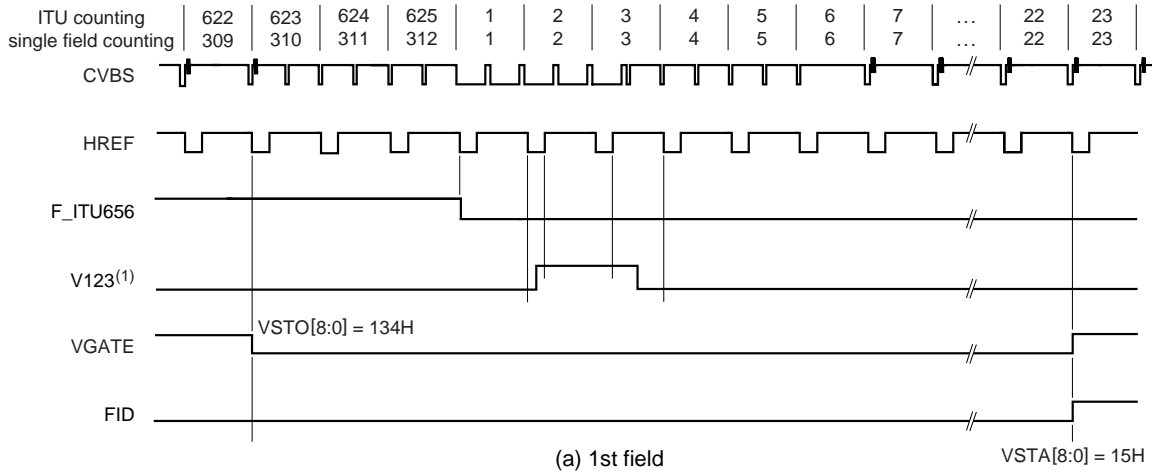 ITU counting 622 623 624 625 1 2 3 4 5 6 7 ... 22 23
single field counting 309 310 311 312 1 2 3 4 5 6 7 ... 22 23
CVBS
HREF
F_ITU656
V123(1)
VSTO[8:0] = 134H
VGATE
FID
(a) 1st field
VSTA[8:0] = 15H